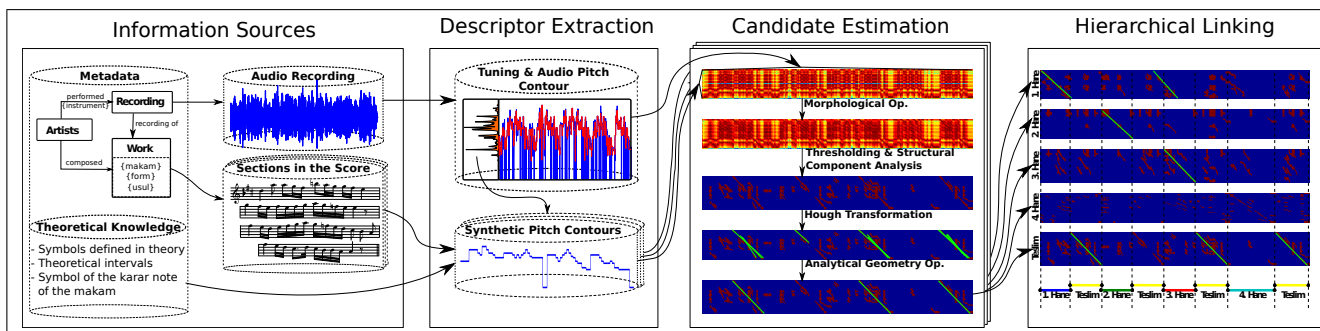 Information Sources
Descriptor Extraction
Candidate Estimation
Hierarchical Linking
Metadata
performed
{instrument}
Recording
Artists
recording of
composed
Work
{makam}
{form}
{usul}
Theoretical Knowledge
- Symbols defined in theory
- Theoretical intervals
- Symbol of the karar note
of the makam
Audio Recording
Sections in the Score
Tuning & Audio Pitch
Contour
Synthetic Pitch Contours
Morphological Op.
Thresholding & Structural
Component Analysis
Hough Transformation
Analytical Geometry Op.
1. Hane
2. Hane
3. Hane
4. Hane
Teslim
1. Hane Teslim 2. Hane Teslim 3. Hane Teslim 4. Hane Teslim